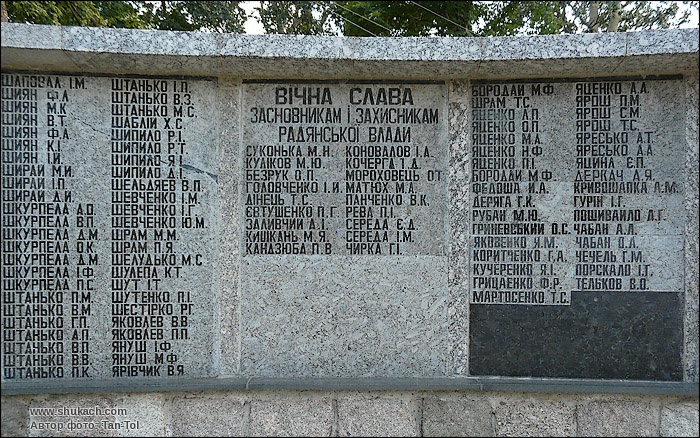 ШАПОВАЛ І.М.
ШИЯН Ф.Л.
ШИЯН М.К.
ШИЯН В.Т.
ШИЯН Ф.А.
ШИЯН К.І.
ШИЯН І.Й.
ШИРАЙ М.И.
ШИРАЙ І.П.
ШИРАЙ Д.И.
ШКУРПЕЛА А.О.
ШКУРПЕЛА В.П.
ШКУРПЕЛА Д.М.
ШКУРПЕЛА О.К.
ШКУРПЕЛА Д.М.
ШКУРПЕЛА І.Ф.
ШКУРПЕЛА П.С.
ШТАНЬКО П.М.
ШТАНЬКО В.М.
ШТАНЬКО Г.П.
ШТАНЬКО А.П.
ШТАНЬКО В.П.
ШТАНЬКО В.В.
ШТАНЬКО П.К.
ШТАНЬКО І.П.
ШТАНЬКО В.З.
ШТАНЬКО М.С.
ШАБЛІЙ Х.С.
ШИПИЛО Р.І.
ШИПИЛО Р.Т.
ШИПИЛО Я.І.
ШИПИЛО Д.І.
ШЕЛЬДЯЕВ В.П.
ШЕВЧЕНКО І.М.
ШЕВЧЕНКО І.Г.
ШЕВЧЕНКО Ю.М.
ШРАМ М.М.
ШРАМ П.Я.
ШЕЛУДЬКО М.С.
ШУЛЕПА К.Т.
ШУТ І.Т.
ШУТЕНКО П.І.
ШЕСТІРКО Р.Г.
ЯКОВЛЕВ В.В.
ЯКОВЛЕВ П.П.
ЯНУШ І.Ф.
ЯНУШ М.Ф.
ЯРІВЧИК В.Я.
ВІЧНА СЛАВА
ЗАСНОВНИКАМ І ЗАХИСНИКАМ
РАДЯНСЬКОЇ ВЛАДИ
СУКОНЬКА М.Н.
КУЛІКОВ М.Ю.
БЕЗРУК О.П.
ГОЛОВЧЕНКО І.И.
ДІНЕЦЬ Т.С.
ЄВТУШЕНКО П.Г.
ЗАЛИВЧИЙ А.І.
КИШКАНЬ М.Я.
КАНДЗЮБА П.В.
КОНОВАЛОВ І.А.
КОЧЕРГА Т.Д.
МОРОХОВЕЦЬ О.Т.
МАТЮХ М.А.
ПАНЧЕНКО В.К.
РЕВА П.І.
СЕРЕДА Є.Д.
СЕРЕДА І.М.
ЧИРКА Г.І.
БОРОДАЙ М.Ф.
ШРАМ Т.С.
ЯЦЕНКО А.П.
ЯЦЕНКО О.П.
ЯЦЕНКО М.А.
ЯЦЕНКО І.Ф.
ЯЦЕНКО П.І.
БОРОДАЙ М.Ф.
ФЕДОША И.А.
ДЕРЯГА Г.К.
РУБАН М.Ю.
ГРИНЕВСЬКИЙ О.С.
ЯКОВЕНКО Я.М.
КОРИТЧЕНКО Г.А.
КУЧЕРЕНКО Я.І.
ГРИЦАЕНКО Ф.Р.
МАРТОСЕНКО Т.С.
ЯЩЕНКО А.А.
ЯРОШ П.М.
ЯРОШ С.М.
ЯРОШ Т.С.
ЯРЕСЬКО А.Т.
ЯРЕСЬКО Д.А.
ЯЦИНА Є.П.
ДЕРКАЧ Д.Я.
КРИВОШАПКА А.М.
ГУРІН І.Г.
ПОШИВАЙЛО Л.Г.
ЧАБАН А.Л.
ЧАБАН О.Л.
ЧЕЧЕЛЬ Г.М.
ПОРСКАЛО І.Т.
ТЕЛЬКОВ В.О.
www.shukach.com
Автор фото: Tan-Tol